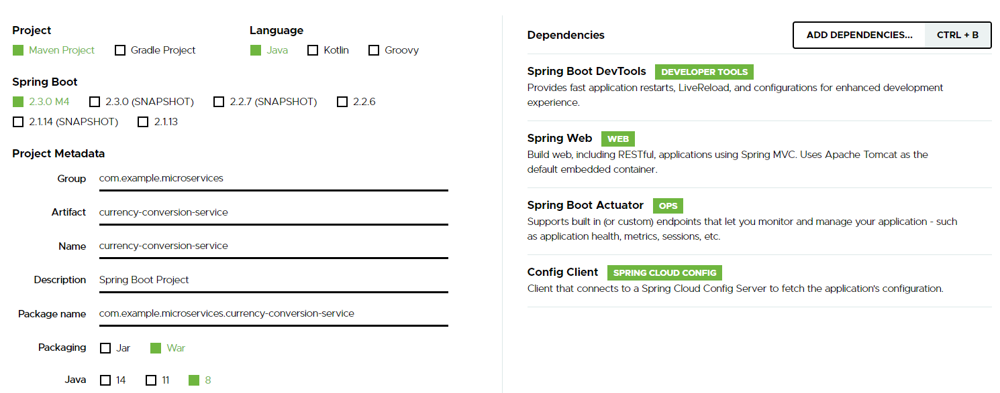 Project
Maven Project Gradle Project
Language
Java Kotlin Groovy
Spring Boot
2.3.0 M4 2.3.0 (SNAPSHOT) 2.2.7 (SNAPSHOT) 2.2.6
2.1.14 (SNAPSHOT) 2.1.13
Project Metadata
Group com.example.microservices
Artifact currency-conversion-service
Name currency-conversion-service
Description Spring Boot Project
Package name com.example.microservices.currency-conversion-service
Packaging Jar War
Java 14 11 8
Dependencies ADD DEPENDENCIES... CTRL + B
Spring Boot DevTools DEVELOPER TOOLS
Provides fast application restarts, LiveReload, and configurations for enhanced development
experience.
Spring Web WEB
Build web, including RESTful, applications using Spring MVC. Uses Apache Tomcat as the
default embedded container.
Spring Boot Actuator OPS
Supports built in (or custom) endpoints that let you monitor and manage your application - such
as application health, metrics, sessions, etc.
Config Client SPRING CLOUD CONFIG
Client that connects to a Spring Cloud Config Server to fetch the application's configuration.